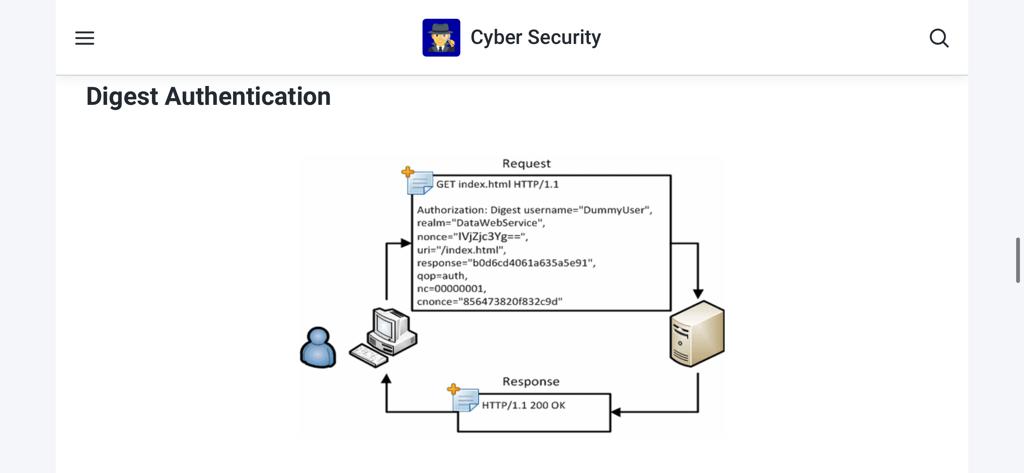 Cyber Security
Digest Authentication
Request
GET index.html HTTP/1.1
Authorization: Digest username="DummyUser",
realm="DataWebService",
nonce="lVjZjc3Yg==",
uri="/index.html",
response="b0d6cd4061a635a5e91",
qop=auth,
nc=00000001,
cnonce="856473820f832c9d"
Response
HTTP/1.1 200 OK